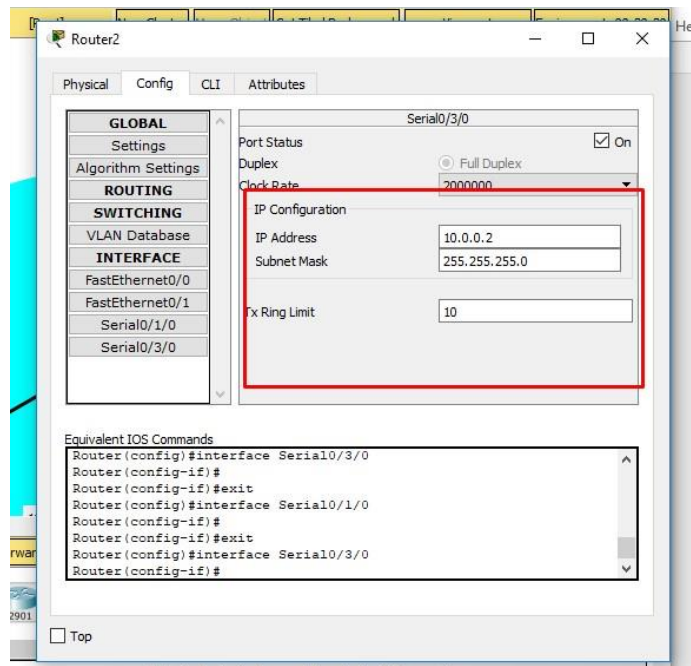 Router2
Physical Config CLI Attributes
GLOBAL
Settings
Algorithm Settings
ROUTING
SWITCHING
VLAN Database
INTERFACE
FastEthernet0/0
FastEthernet0/1
Serial0/1/0
Serial0/3/0
Serial0/3/0
Port Status On
Duplex Full Duplex
Clock Rate 2000000
IP Configuration
IP Address 10.0.0.2
Subnet Mask 255.255.255.0
Tx Ring Limit 10
Equivalent IOS Commands
Router(config)#interface Serial0/3/0
Router(config-if)#
Router(config-if)#exit
Router(config)#interface Serial0/1/0
Router(config-if)#
Router(config-if)#exit
Router(config)#interface Serial0/3/0
Router(config-if)#
Top
2901